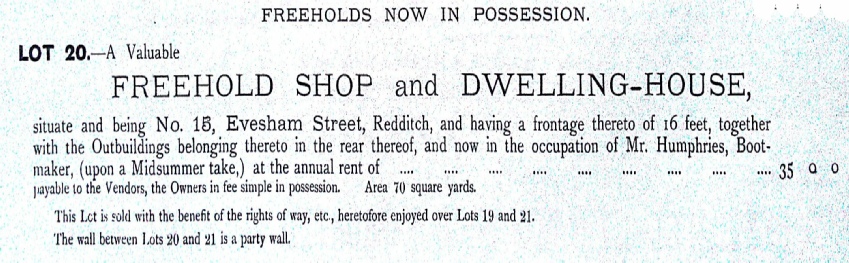 FREEHOLDS NOW IN POSSESSION.
LOT 20.—A Valuable
FREEHOLD SHOP and DWELLING-HOUSE,
situate and being No. 15, Evesham Street, Redditch, and having a frontage thereto of 16 feet, together
with the Outbuildings belonging thereto in the rear thereof, and now in the occupation of Mr. Humphries, Boot-
maker, (upon a Midsummer take,) at the annual rent of .... .... .... .... .... .... .... .... .... 35 0 0
payable to the Vendors, the Owners in fee simple in possession. Area 70 square yards.
This Lot is sold with the benefit of the rights of way, etc., heretofore enjoyed over Lots 19 and 21.
The wall between Lots 20 and 21 is a party wall.